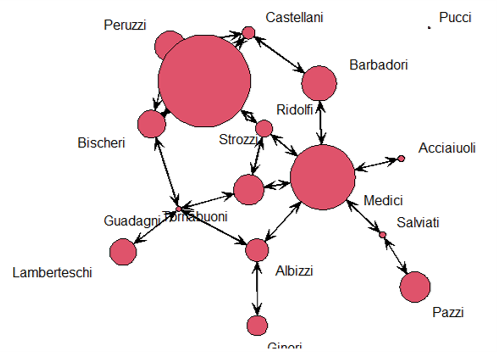 Castellani
Pucci
Peruzzi
Barbadori
Ridolfi
Strozzi
Bischeri
Acciaiuoli
Medici
Salviati
Guadagni
Tornabuoni
Lamberteschi
Albizzi
Pazzi
Ginori